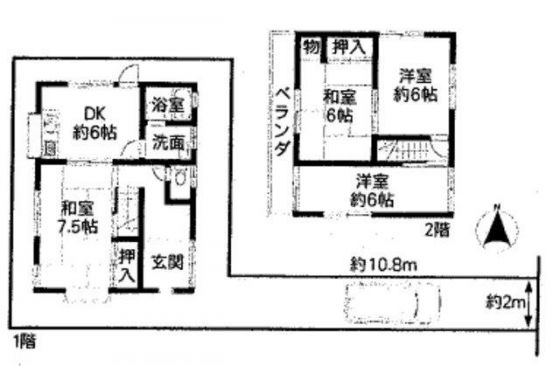 物
押入
洋室
約6帖
和室
6帖
ベランダ
浴室
DK
約6帖
洗面
洋室
約6帖
2階
N
和室
7.5帖
押入
玄関
約10.8m
約2m
1階